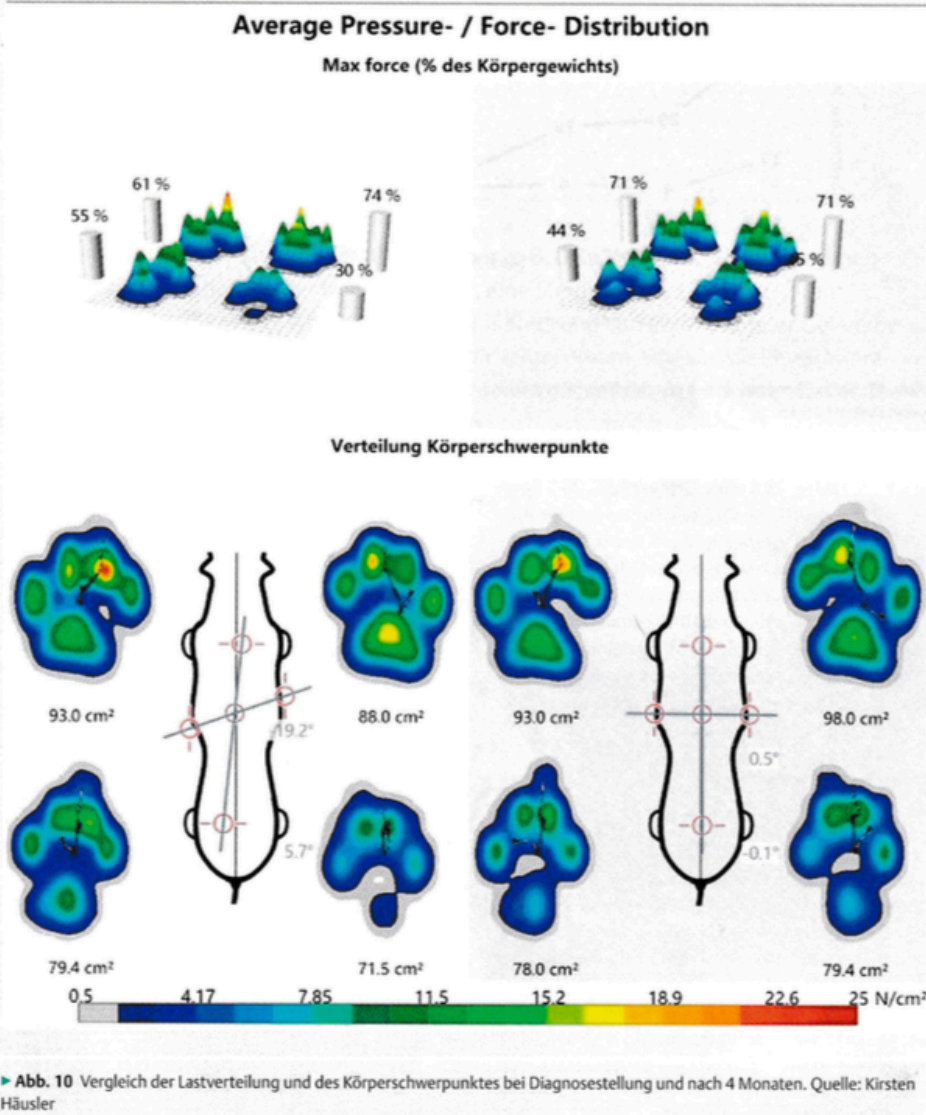 Average Pressure- / Force- Distribution
Max force (% des Körpergewichts)
61 %
55 %
74 %
30 %
71 %
44 %
71 %
5 %
Verteilung Körperschwerpunkte
93.0 cm²
88.0 cm²
93.0 cm²
98.0 cm²
-19.2°
5.7°
0.5°
-0.1°
79.4 cm²
71.5 cm²
78.0 cm²
79.4 cm²
0.5 4.17 7.85 11.5 15.2 18.9 22.6 25 N/cm²
▶ Abb. 10 Vergleich der Lastverteilung und des Körperschwerpunktes bei Diagnosestellung und nach 4 Monaten. Quelle: Kirsten
Häusler